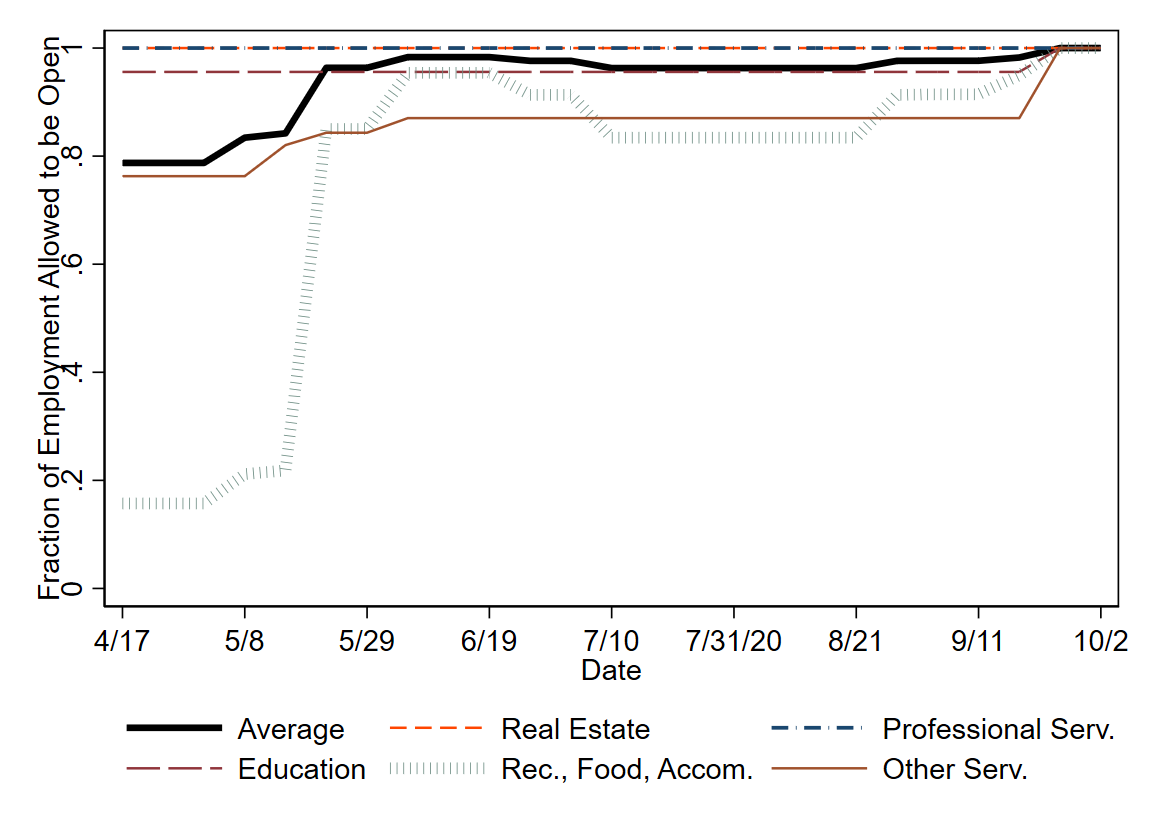 Fraction of Employment Allowed to be Open
1
.8
.6
.4
.2
0
4/17 5/8 5/29 6/19 7/10 7/31/20 8/21 9/11 10/2
Date
Average Real Estate Professional Serv.
Education Rec., Food, Accom. Other Serv.